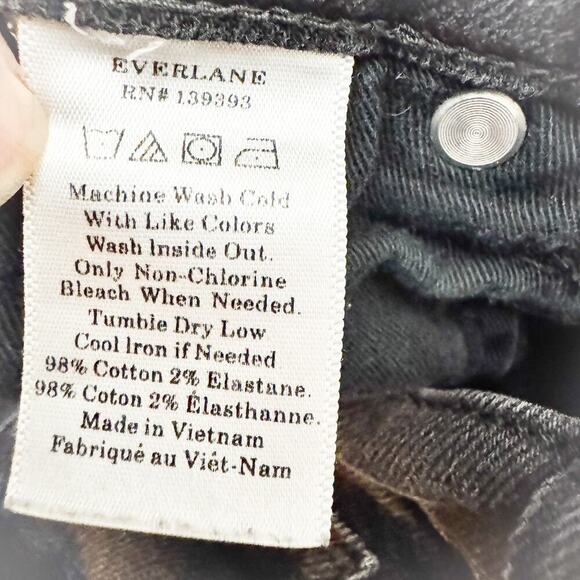 EVERLANE
RN# 139393
Machine Wash Cold
With Like Colors
Wash Inside Out.
Only Non-Chlorine
Bleach When Needed.
Tumble Dry Low
Cool Iron if Needed
98% Cotton 2% Elastane.
98% Coton 2% Élasthanne.
Made in Vietnam
Fabriqué au Viêt-Nam